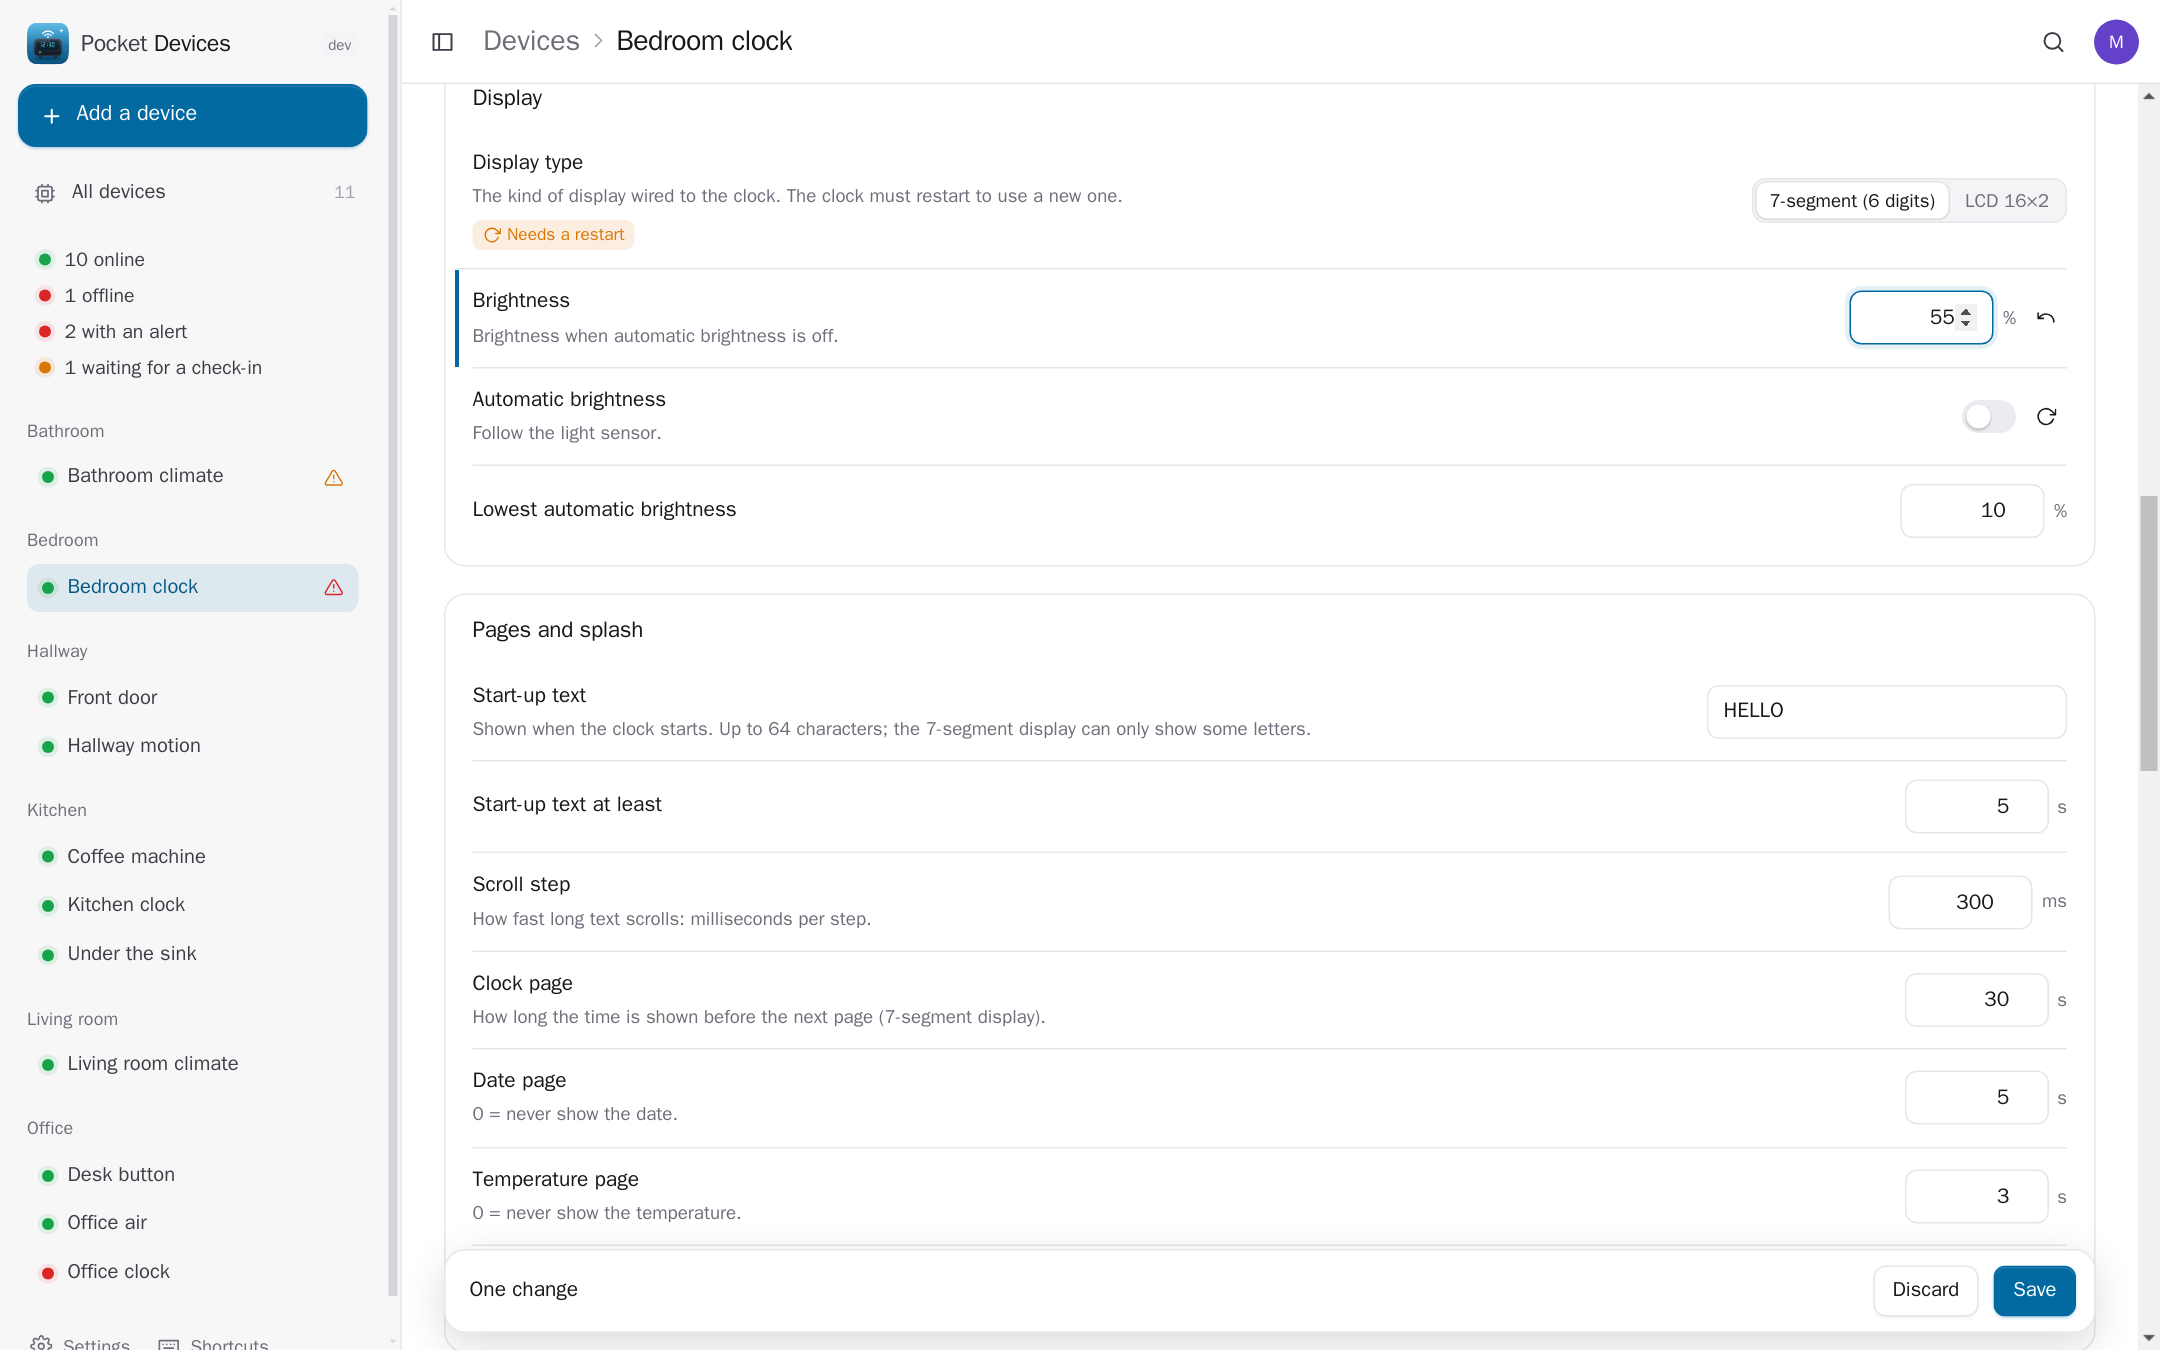 Pocket Devices
dev
Add a device
All devices
11
10 online
1 offline
2 with an alert
1 waiting for a check-in
Bathroom
Bathroom climate
Bedroom
Bedroom clock
Hallway
Front door
Hallway motion
Kitchen
Coffee machine
Kitchen clock
Under the sink
Living room
Living room climate
Office
Desk button
Office air
Office clock
Settings
Shortcuts
Devices
Bedroom clock
M
Display
Display type
The kind of display wired to the clock. The clock must restart to use a new one.
Needs a restart
7-segment (6 digits)
LCD 16×2
Brightness
Brightness when automatic brightness is off.
55
%
Automatic brightness
Follow the light sensor.
Lowest automatic brightness
10
%
Pages and splash
Start-up text
Shown when the clock starts. Up to 64 characters; the 7-segment display can only show some letters.
HELLO
Start-up text at least
5
s
Scroll step
How fast long text scrolls: milliseconds per step.
300
ms
Clock page
How long the time is shown before the next page (7-segment display).
30
s
Date page
0 = never show the date.
5
s
Temperature page
0 = never show the temperature.
3
s
One change
Discard
Save